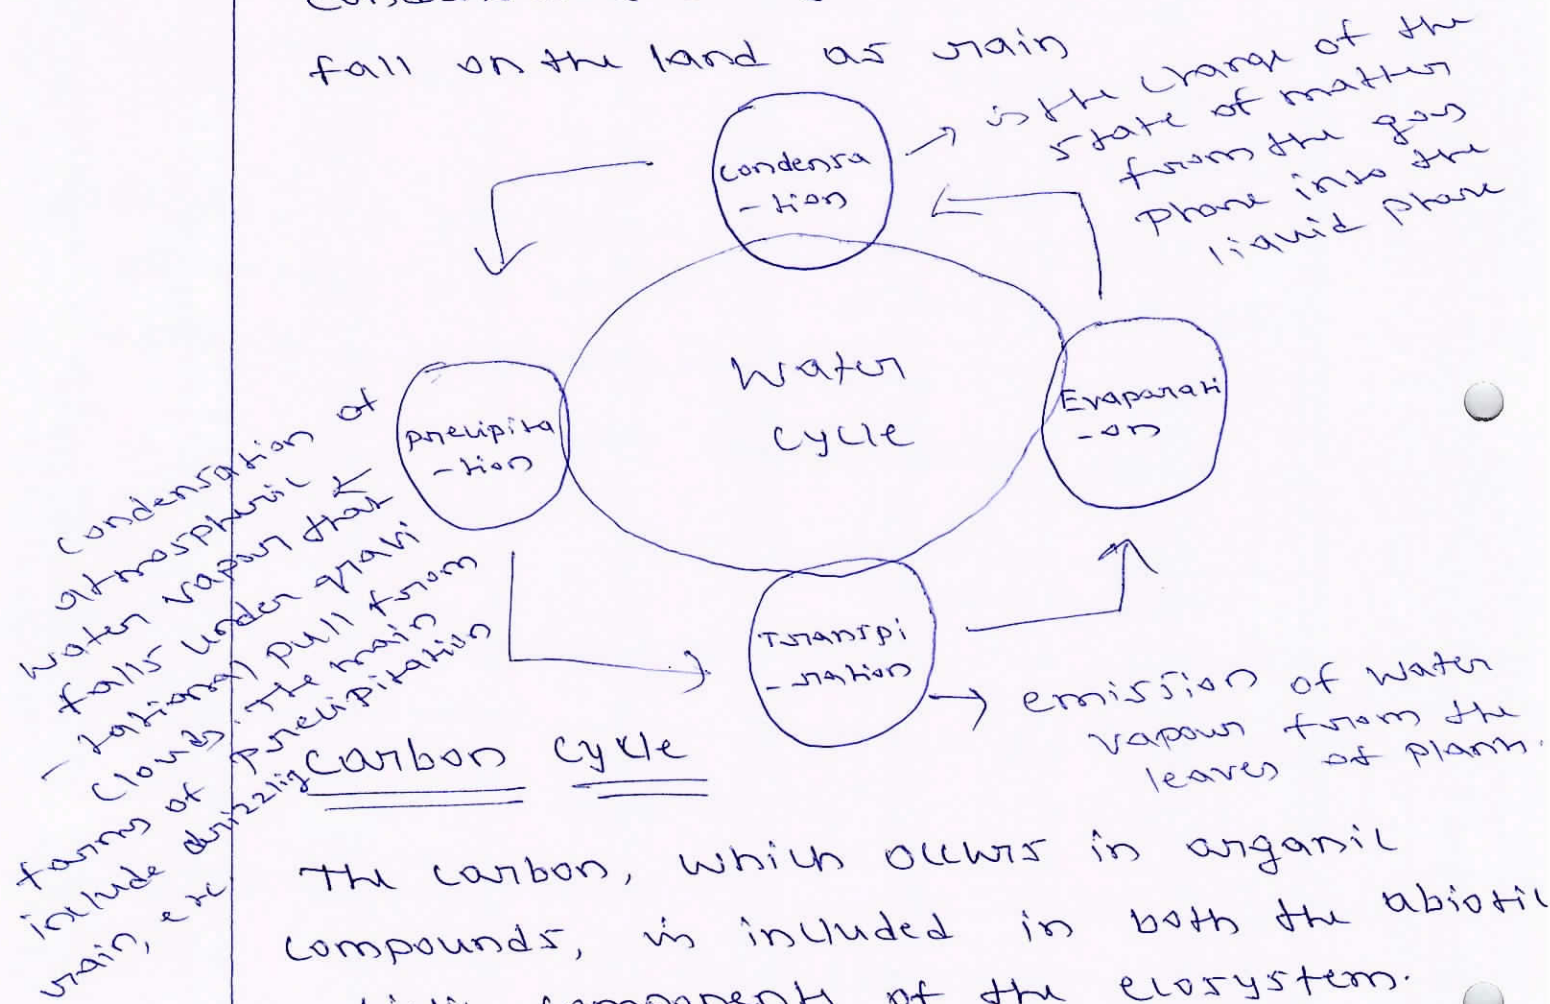 fall on the land as rain
condensa
-tion
is the change of the
state of matter
from the gas
phase into the
liquid phase
Water
cycle
Evaporati
-on
precipita
-tion
condensation of
atmospheric
water vapour that
falls under gravi
-tational pull from
clouds. The main
forms of precipitation
include drizzling
rain, etc
Transpi
-ration
emission of water
vapour from the
leaves of plants.
Carbon Cycle
The carbon, which occurs in organic
compounds, is included in both the abiotic
components of the ecosystem.